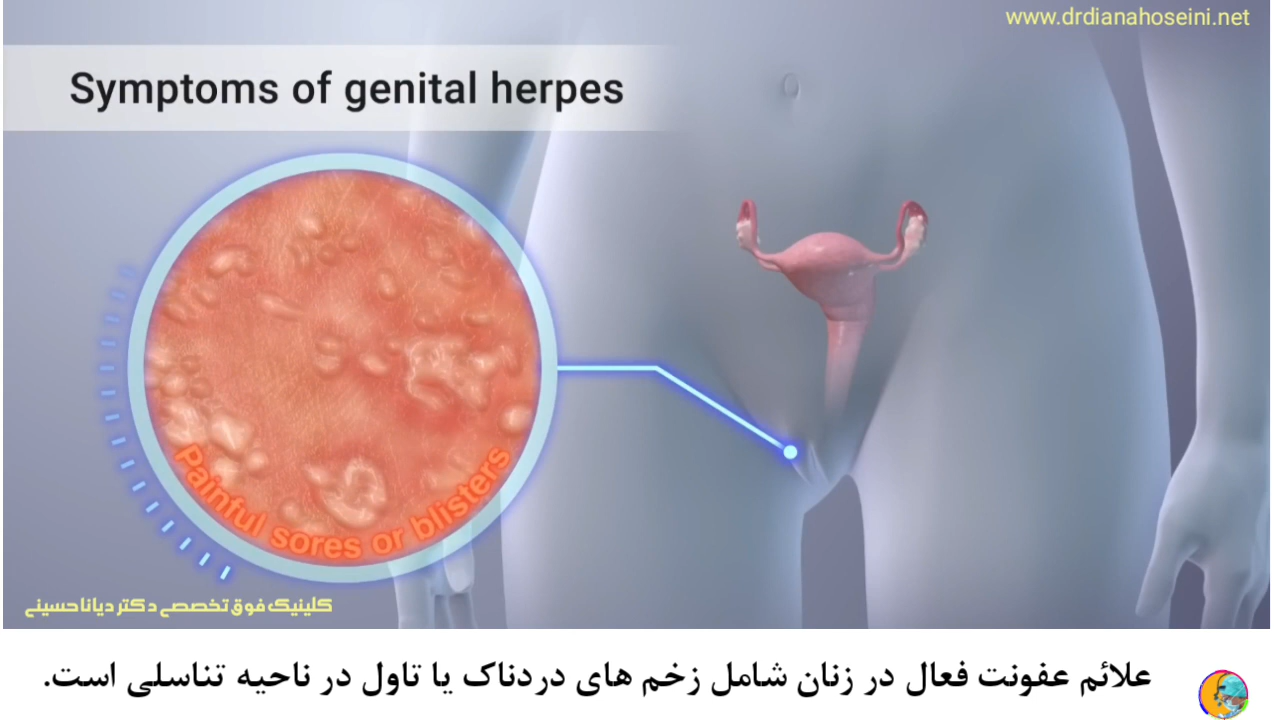 www.drdianahoseini.net
Symptoms of genital herpes
Painful sores or blisters
کلینیک فوق تخصصی دکتر دیانا حسینی
علائم عفونت فعال در زنان شامل زخم های دردناک یا تاول در ناحیه تناسلی است.